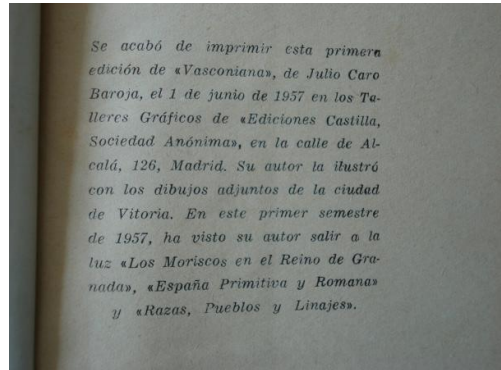 Se acabó de imprimir esta primera
edición de «Vasconiana», de Julio Caro
Baroja, el 1 de junio de 1957 en los Ta-
lleres Gráficos de «Ediciones Castilla,
Sociedad Anónima», en la calle de Al-
calá, 126, Madrid. Su autor la ilustró
con los dibujos adjuntos de la ciudad
de Vitoria. En este primer semestre
de 1957, ha visto su autor salir a la
luz «Los Moriscos en el Reino de Gra-
nada», «España Primitiva y Romana»
y «Razas, Pueblos y Linajes».